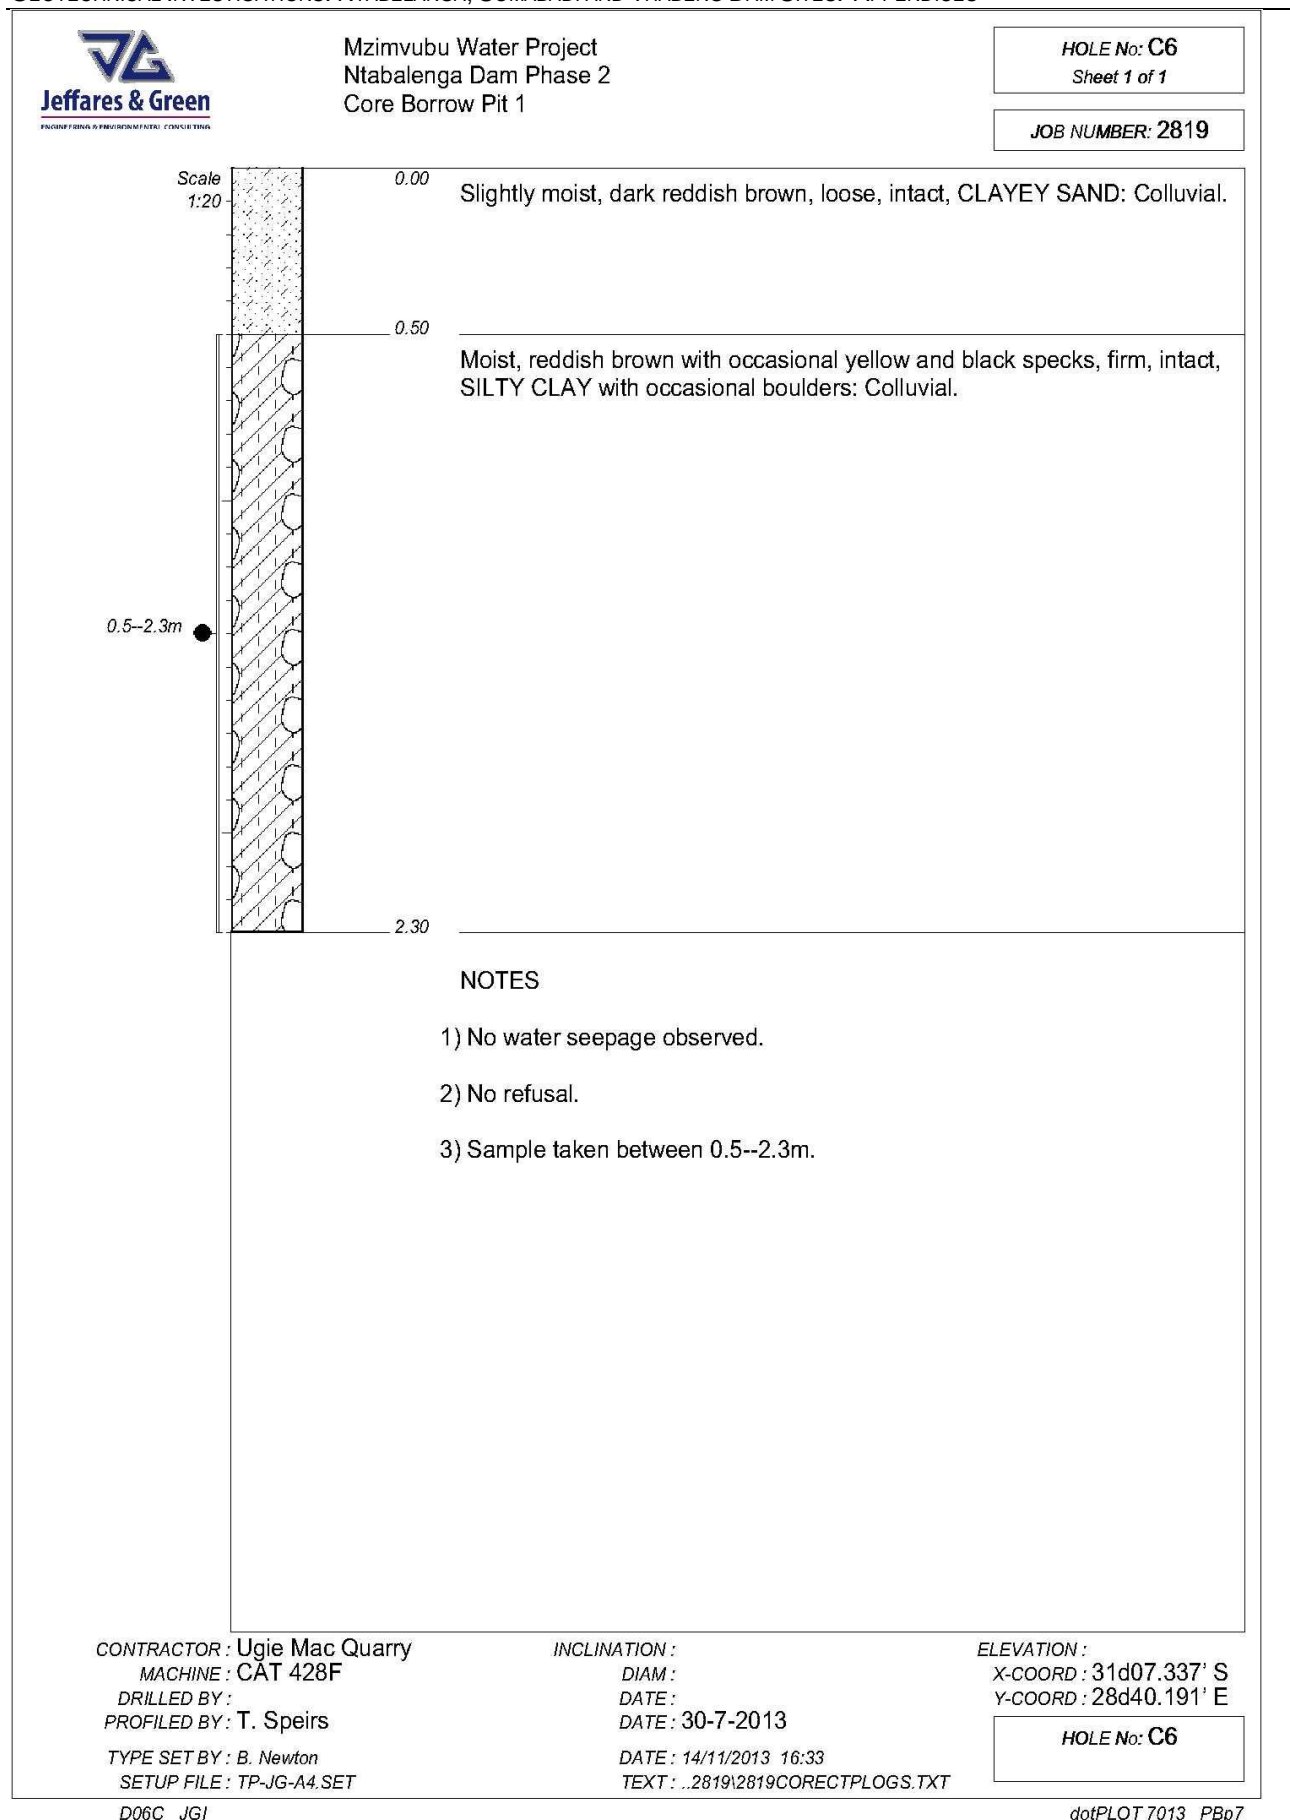 Mzimvubu Water Project
Ntabalenga Dam Phase 2
Core Borrow Pit 1
HOLE No: C6
Sheet 1 of 1
JOB NUMBER: 2819
JG
Jeffares & Green
ENGINEERING & ENVIRONMENTAL CONSULTING
Scale
1:20
0.00
Slightly moist, dark reddish brown, loose, intact, CLAYEY SAND: Colluvial.
0.50
Moist, reddish brown with occasional yellow and black specks, firm, intact,
SILTY CLAY with occasional boulders: Colluvial.
0.5--2.3m
2.30
NOTES
1) No water seepage observed.
2) No refusal.
3) Sample taken between 0.5--2.3m.
CONTRACTOR : Ugie Mac Quarry
MACHINE : CAT 428F
DRILLED BY :
PROFILED BY : T. Speirs
TYPE SET BY : B. Newton
SETUP FILE : TP-JG-A4.SET
INCLINATION :
DIAM :
DATE :
DATE : 30-7-2013
DATE : 14/11/2013 16:33
TEXT : ..2819\2819CORECTPLOGS.TXT
ELEVATION :
X-COORD : 31d07.337' S
Y-COORD : 28d40.191' E
HOLE No: C6
D06C JGI
dotPLOT 7013 PBp7